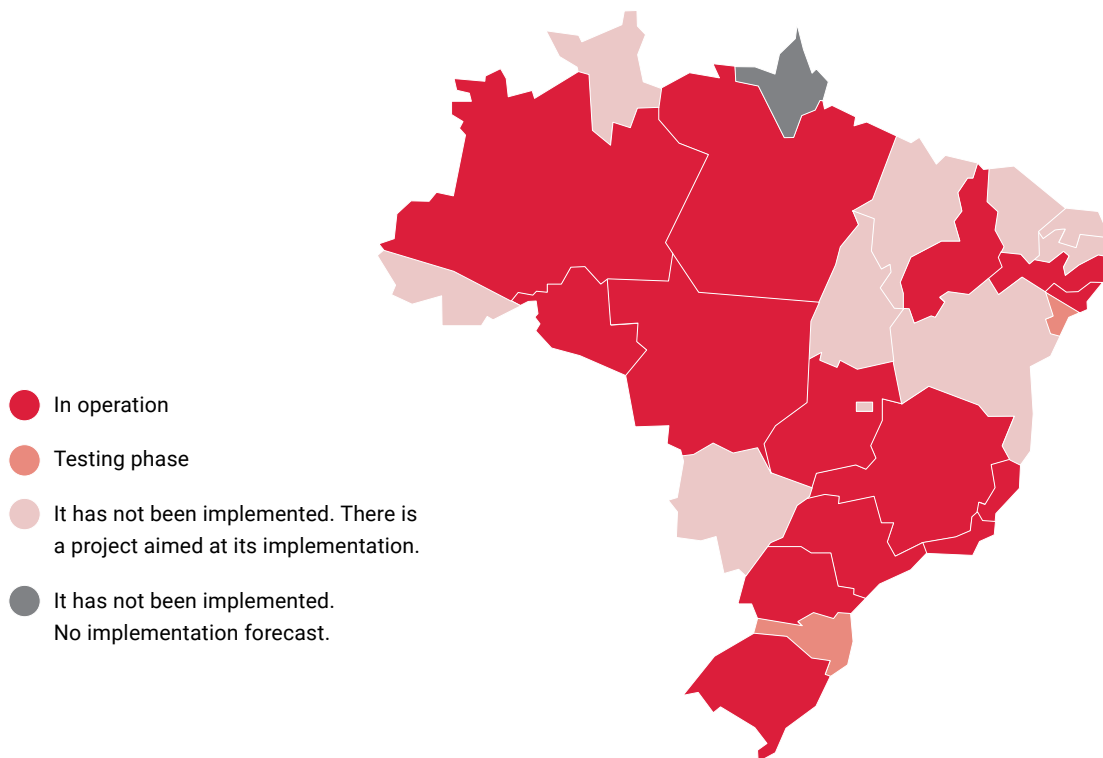 In operation
Testing phase
It has not been implemented. There is
a project aimed at its implementation.
It has not been implemented.
No implementation forecast.